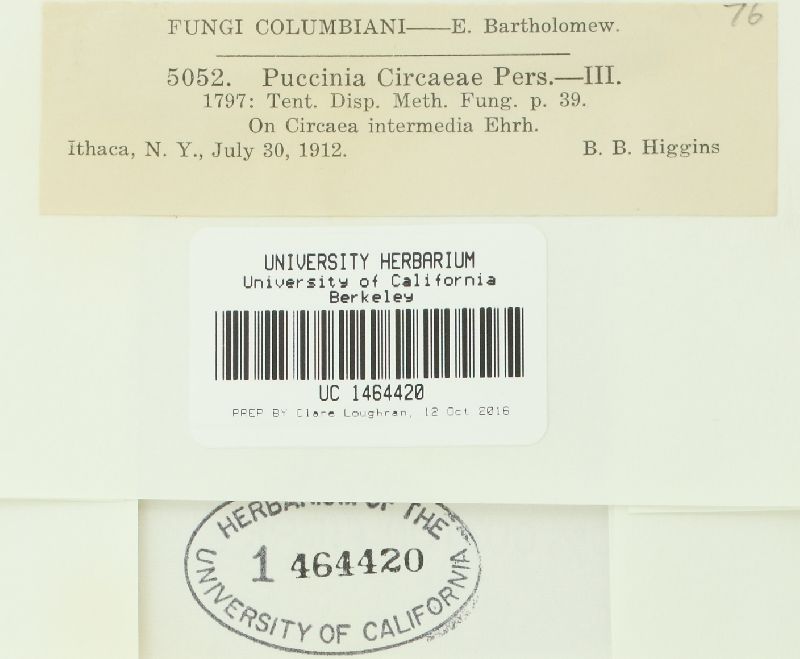 76
FUNGI COLUMBIANI——E. Bartholomew.
5052. Puccinia Circaeae Pers.—III.
1797: Tent. Disp. Meth. Fung. p. 39.
On Circaea intermedia Ehrh.
Ithaca, N. Y., July 30, 1912. B. B. Higgins
UNIVERSITY HERBARIUM
University of California
Berkeley
UC 1464420
PREP BY Clare Loughran, 12 Oct 2016
HERBARIUM OF THE
1 464420
UNIVERSITY OF CALIFORNIA